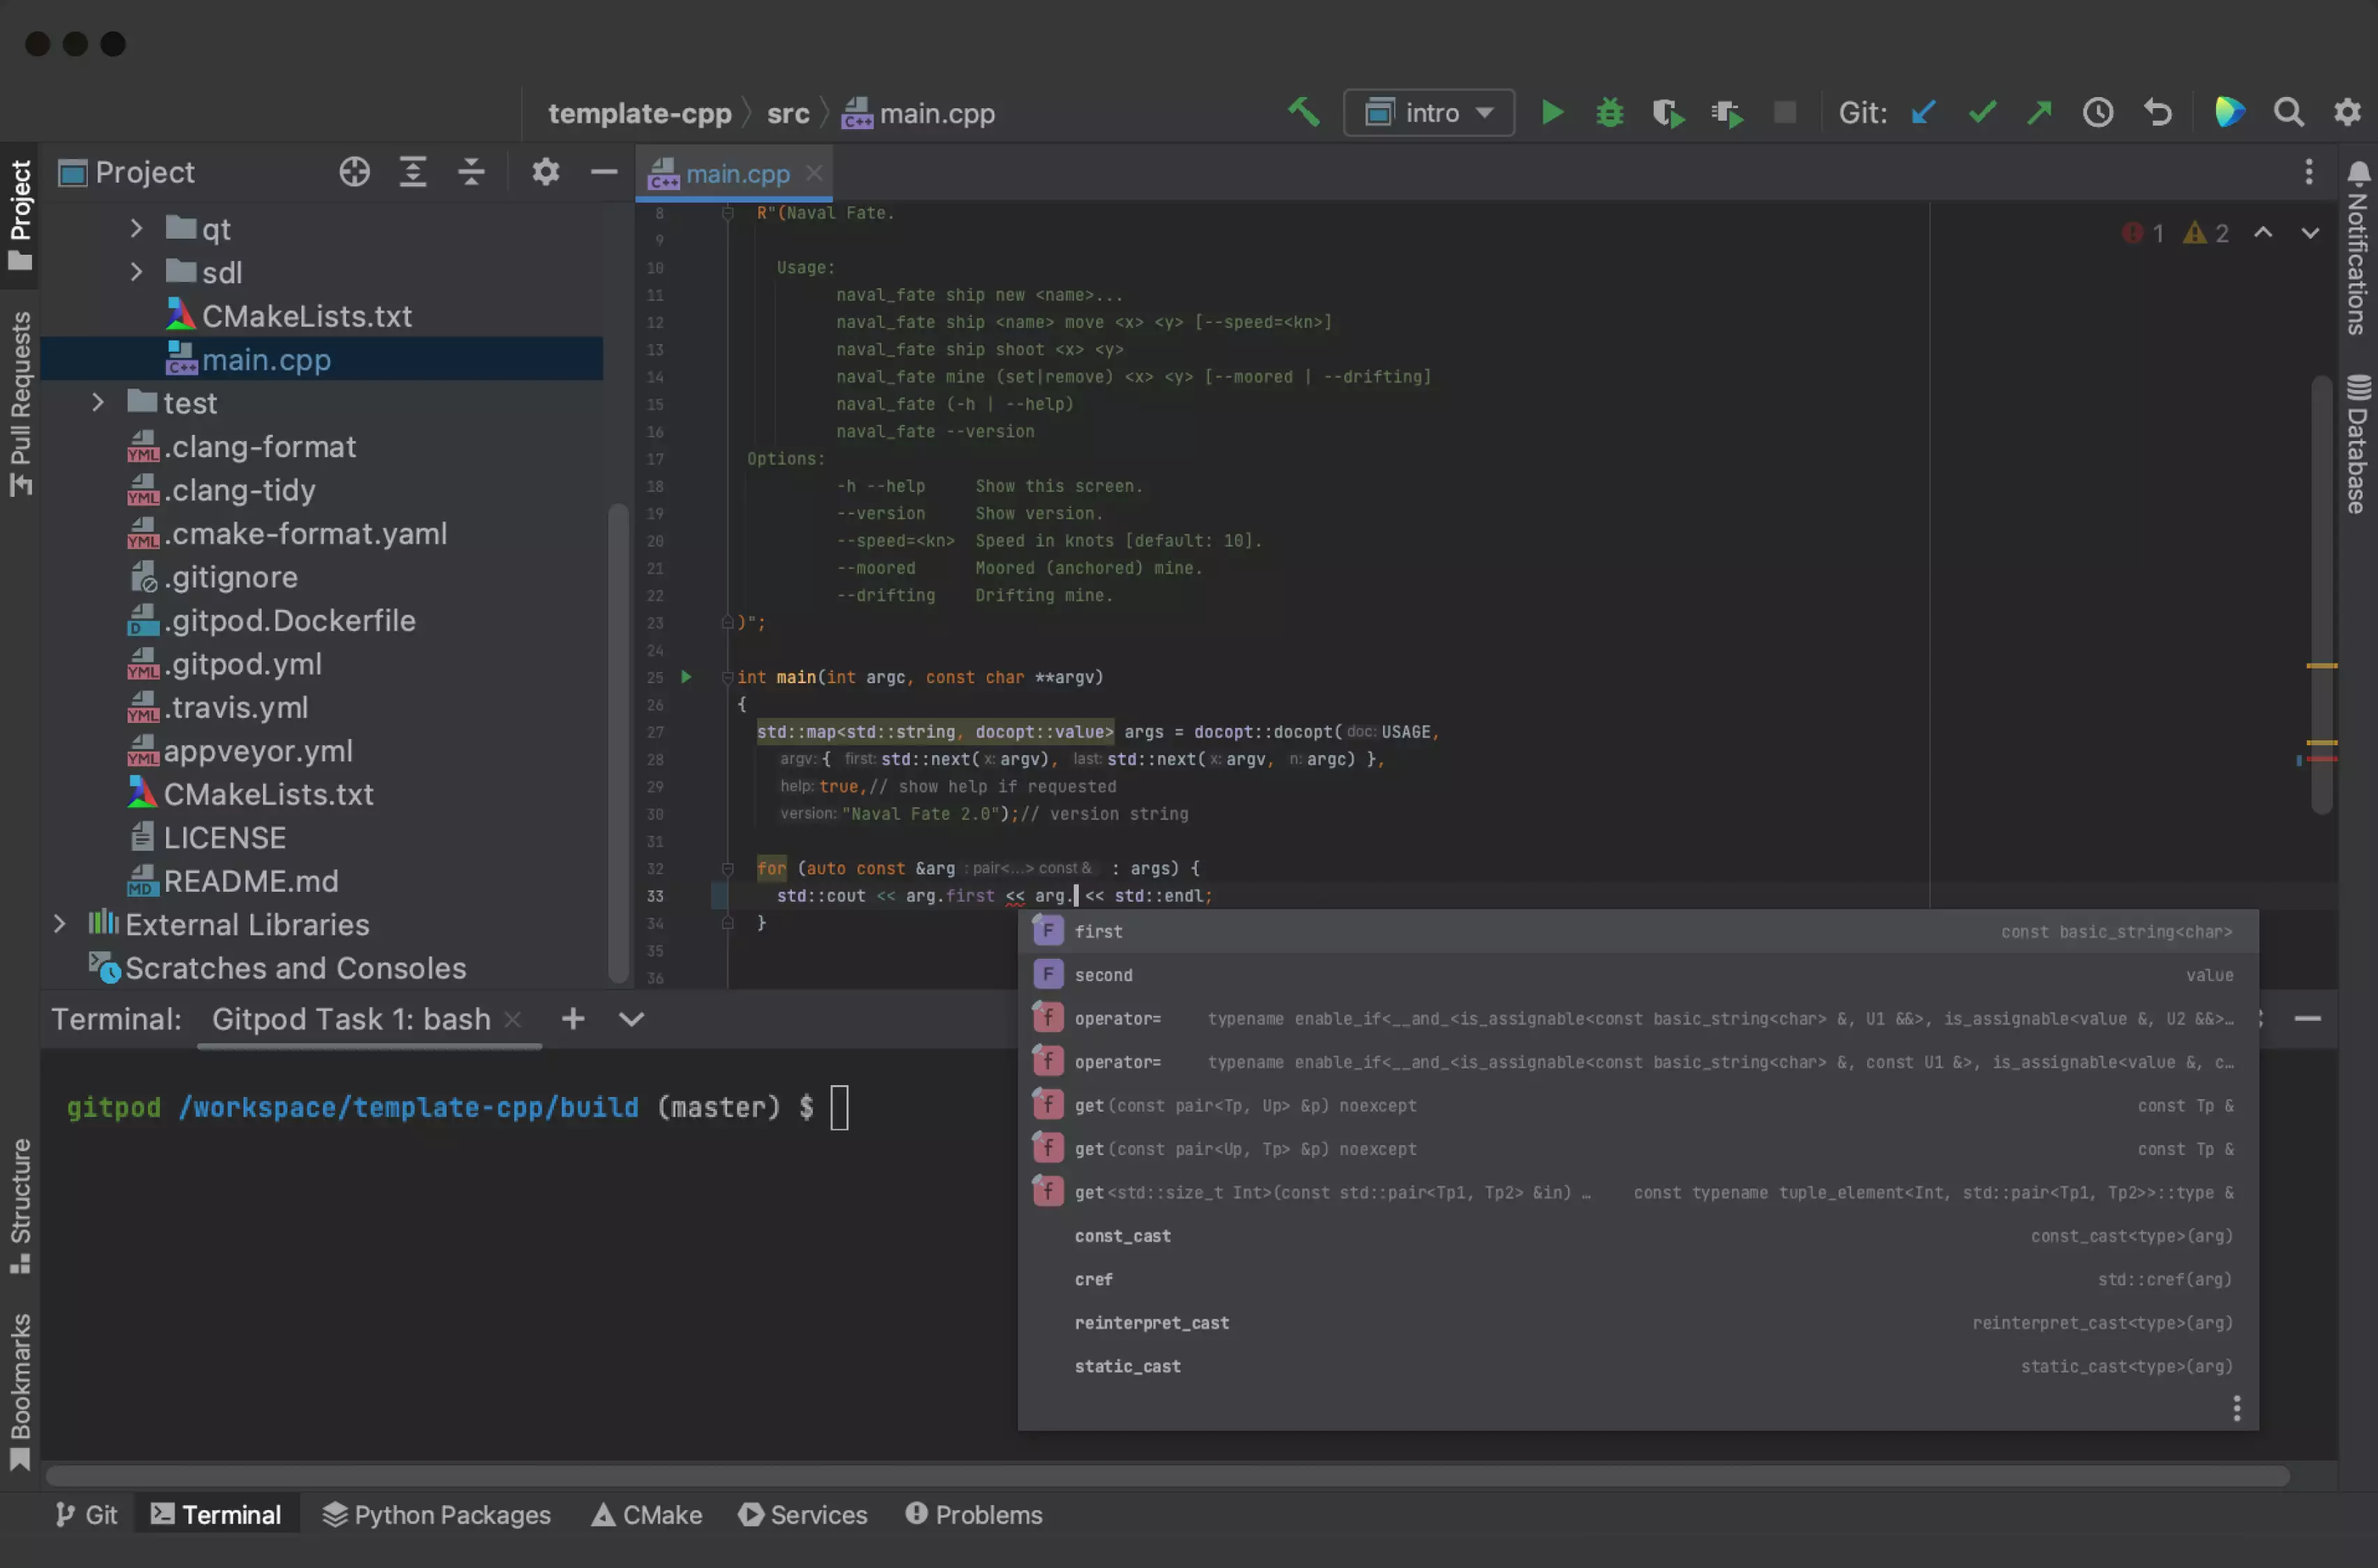 template-cpp src C++ main.cpp intro Git:
Project
Project
Pull Requests
Structure
Bookmarks
qt
sdl
CMakeLists.txt
C++ main.cpp
test
YML .clang-format
YML .clang-tidy
YML .cmake-format.yaml
.gitignore
D .gitpod.Dockerfile
YML .gitpod.yml
YML .travis.yml
YML appveyor.yml
CMakeLists.txt
LICENSE
MD README.md
External Libraries
Scratches and Consoles
C++ main.cpp
1 2
8 R"(Naval Fate.
9
10 Usage:
11 naval_fate ship new <name>...
12 naval_fate ship <name> move <x> <y> [--speed=<kn>]
13 naval_fate ship shoot <x> <y>
14 naval_fate mine (set|remove) <x> <y> [--moored | --drifting]
15 naval_fate (-h | --help)
16 naval_fate --version
17 Options:
18 -h --help Show this screen.
19 --version Show version.
20 --speed=<kn> Speed in knots [default: 10].
21 --moored Moored (anchored) mine.
22 --drifting Drifting mine.
23 )";
24
25 int main(int argc, const char **argv)
26 {
27 std::map<std::string, docopt::value> args = docopt::docopt( doc: USAGE,
28 argv: { first: std::next( x: argv), last: std::next( x: argv, n: argc) },
29 help: true,// show help if requested
30 version: "Naval Fate 2.0");// version string
31
32 for (auto const &arg : pair<...> const & : args) {
33 std::cout << arg.first << arg. << std::endl;
34 }
35
36
F first const basic_string<char>
F second value
f operator= typename enable_if<__and_<is_assignable<const basic_string<char> &, U1 &&>, is_assignable<value &, U2 &&>…
f operator= typename enable_if<__and_<is_assignable<const basic_string<char> &, const U1 &>, is_assignable<value &, c…
f get(const pair<Tp, Up> &p) noexcept const Tp &
f get(const pair<Up, Tp> &p) noexcept const Tp &
f get<std::size_t Int>(const std::pair<Tp1, Tp2> &in) … const typename tuple_element<Int, std::pair<Tp1, Tp2>>::type &
const_cast const_cast<type>(arg)
cref std::cref(arg)
reinterpret_cast reinterpret_cast<type>(arg)
static_cast static_cast<type>(arg)
Notifications
Database
Terminal: Gitpod Task 1: bash
gitpod /workspace/template-cpp/build (master) $
Git Terminal Python Packages CMake Services Problems